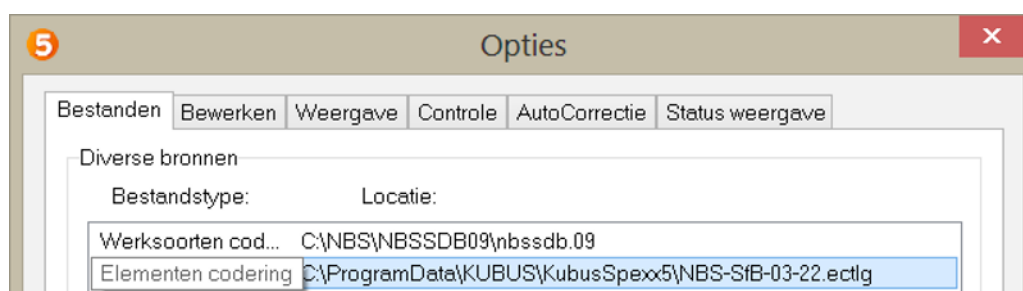 5 Opties x
Bestanden Bewerken Weergave Controle AutoCorrectie Status weergave
Diverse bronnen
Bestandstype: Locatie:
Werksoorten cod... C:\NBS\NBSSDB09\nbssdb.09
Elementen codering C:\ProgramData\KUBUS\KubusSpexx5\NBS-SfB-03-22.ectlg